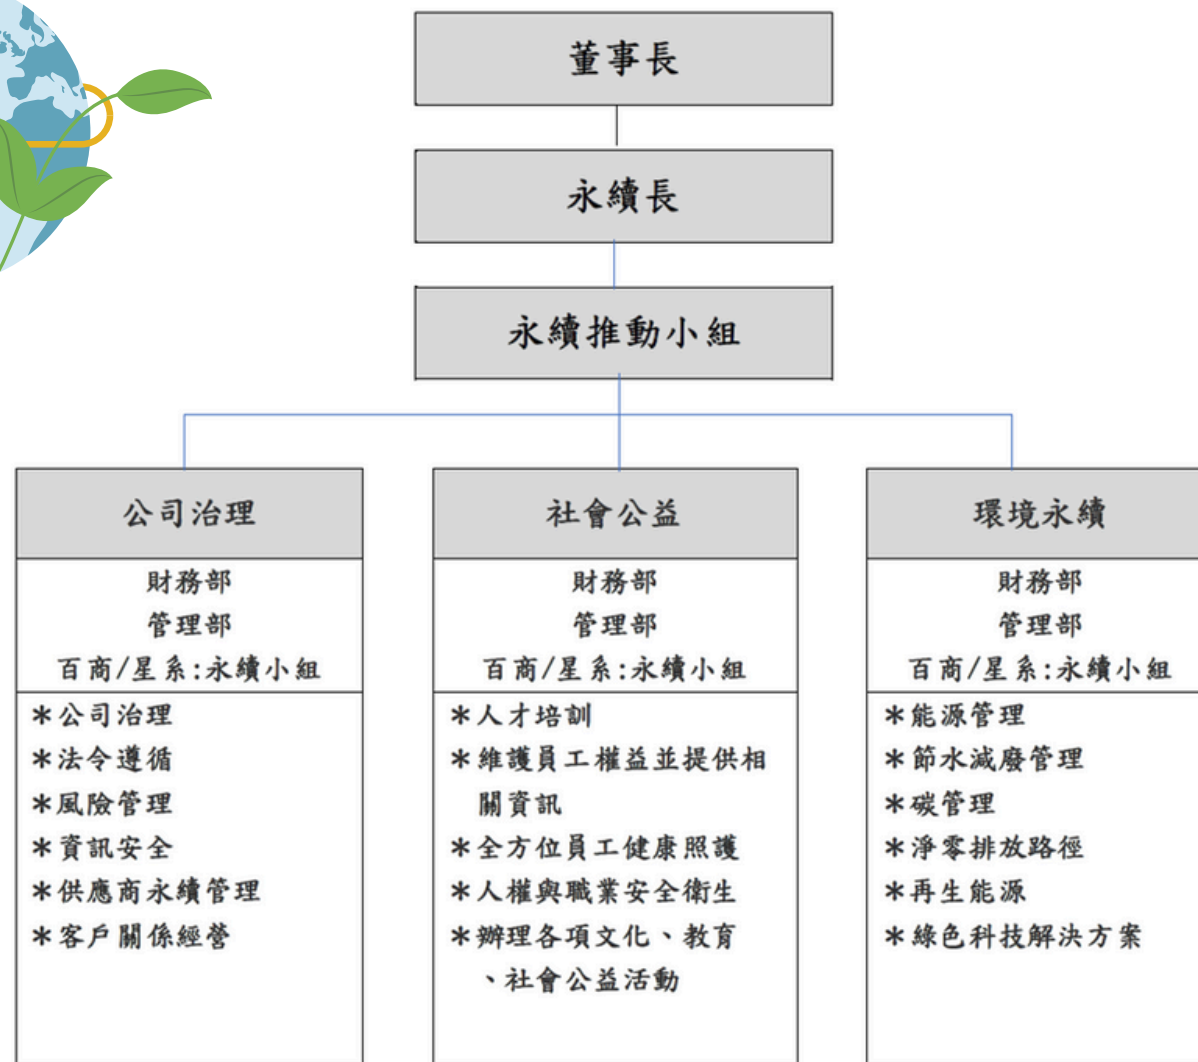 董事長
永續長
永續推動小組
公司治理
財務部
管理部
百商/星系:永續小組
＊公司治理
＊法令遵循
＊風險管理
＊資訊安全
＊供應商永續管理
＊客戶關係經營
社會公益
財務部
管理部
百商/星系:永續小組
＊人才培訓
＊維護員工權益並提供相
關資訊
＊全方位員工健康照護
＊人權與職業安全衛生
＊辦理各項文化、教育
、社會公益活動
環境永續
財務部
管理部
百商/星系:永續小組
＊能源管理
＊節水減廢管理
＊碳管理
＊淨零排放路徑
＊再生能源
＊綠色科技解決方案